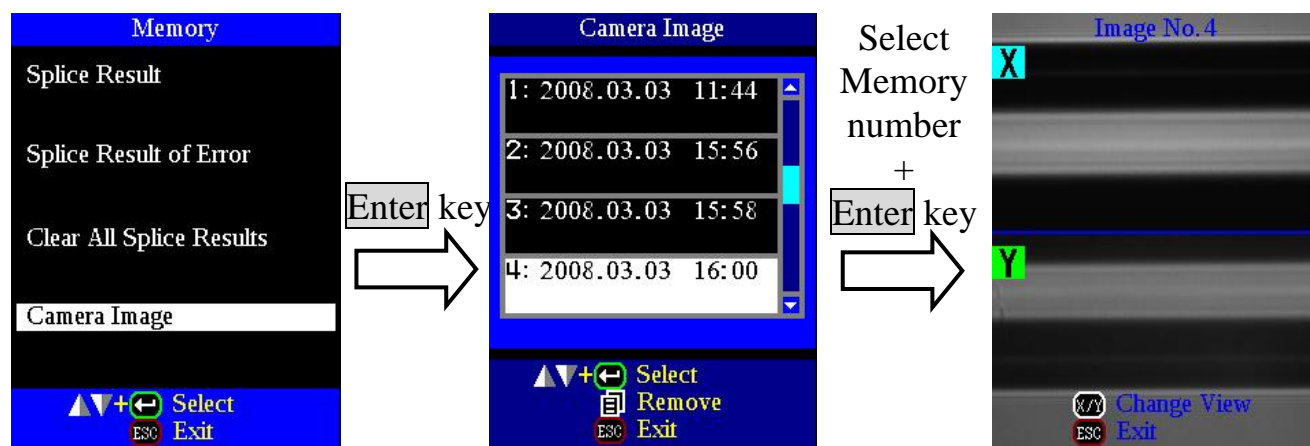 Memory
Splice Result
Splice Result of Error
Clear All Splice Results
Camera Image
+ Select
ESC Exit
Enter key
Camera Image
1: 2008.03.03 11:44
2: 2008.03.03 15:56
3: 2008.03.03 15:58
4: 2008.03.03 16:00
+ Select
Remove
ESC Exit
Select
Memory
number
+
Enter key
Image No.4
X
Y
X/Y Change View
ESC Exit